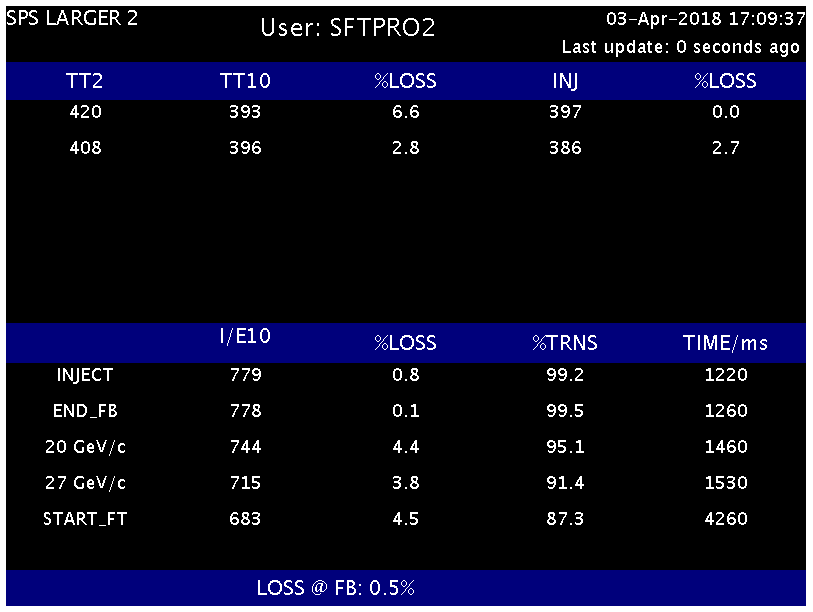 SPS LARGER 2 User: SFTPRO2 03-Apr-2018 17:09:37
Last update: 0 seconds ago
TT2 TT10 %LOSS INJ %LOSS
420 393 6.6 397 0.0
408 396 2.8 386 2.7
I/E10 %LOSS %TRNS TIME/ms
INJECT 779 0.8 99.2 1220
END_FB 778 0.1 99.5 1260
20 GeV/c 744 4.4 95.1 1460
27 GeV/c 715 3.8 91.4 1530
START_FT 683 4.5 87.3 4260
LOSS @ FB: 0.5%